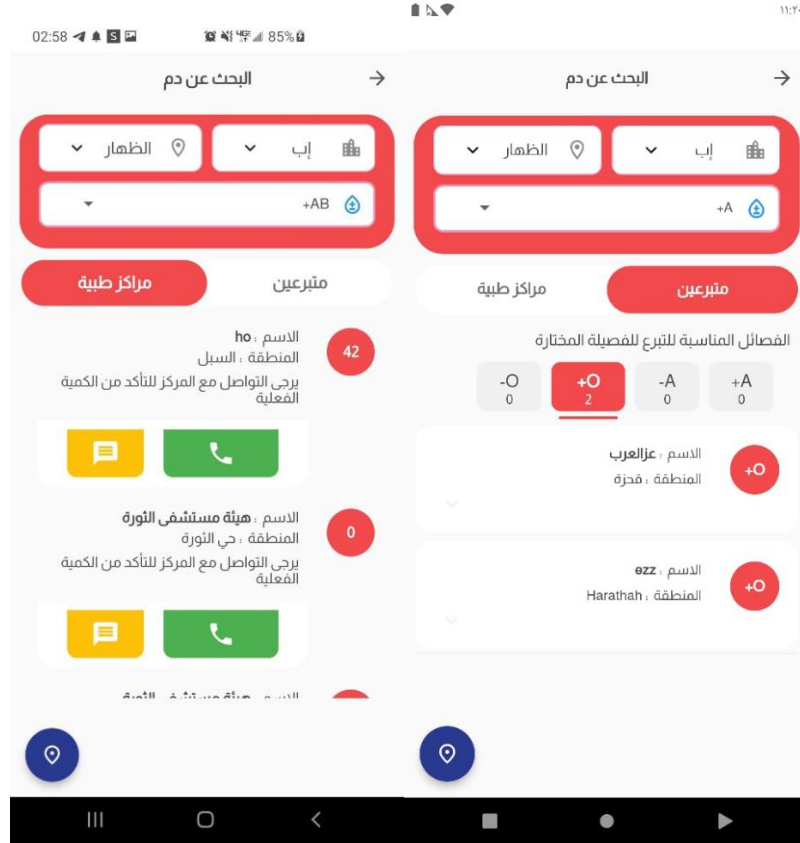 02:58
85%
البحث عن دم
إب
الظهار
AB+
متبرعين
مراكز طبية
42
الاسم : ho
المنطقة : السبل
يرجى التواصل مع المركز للتأكد من الكمية
الفعلية
0
الاسم : هيئة مستشفى الثورة
المنطقة : حي الثورة
يرجى التواصل مع المركز للتأكد من الكمية
الفعلية
البحث عن دم
إب
الظهار
A+
متبرعين
مراكز طبية
الفصائل المناسبة للتبرع للفصيلة المختارة
A+ A- O+ O-
0 0 2 0
O+
الاسم : عزالعرب
المنطقة : قحزة
O+
الاسم : ezz
المنطقة : Harathah